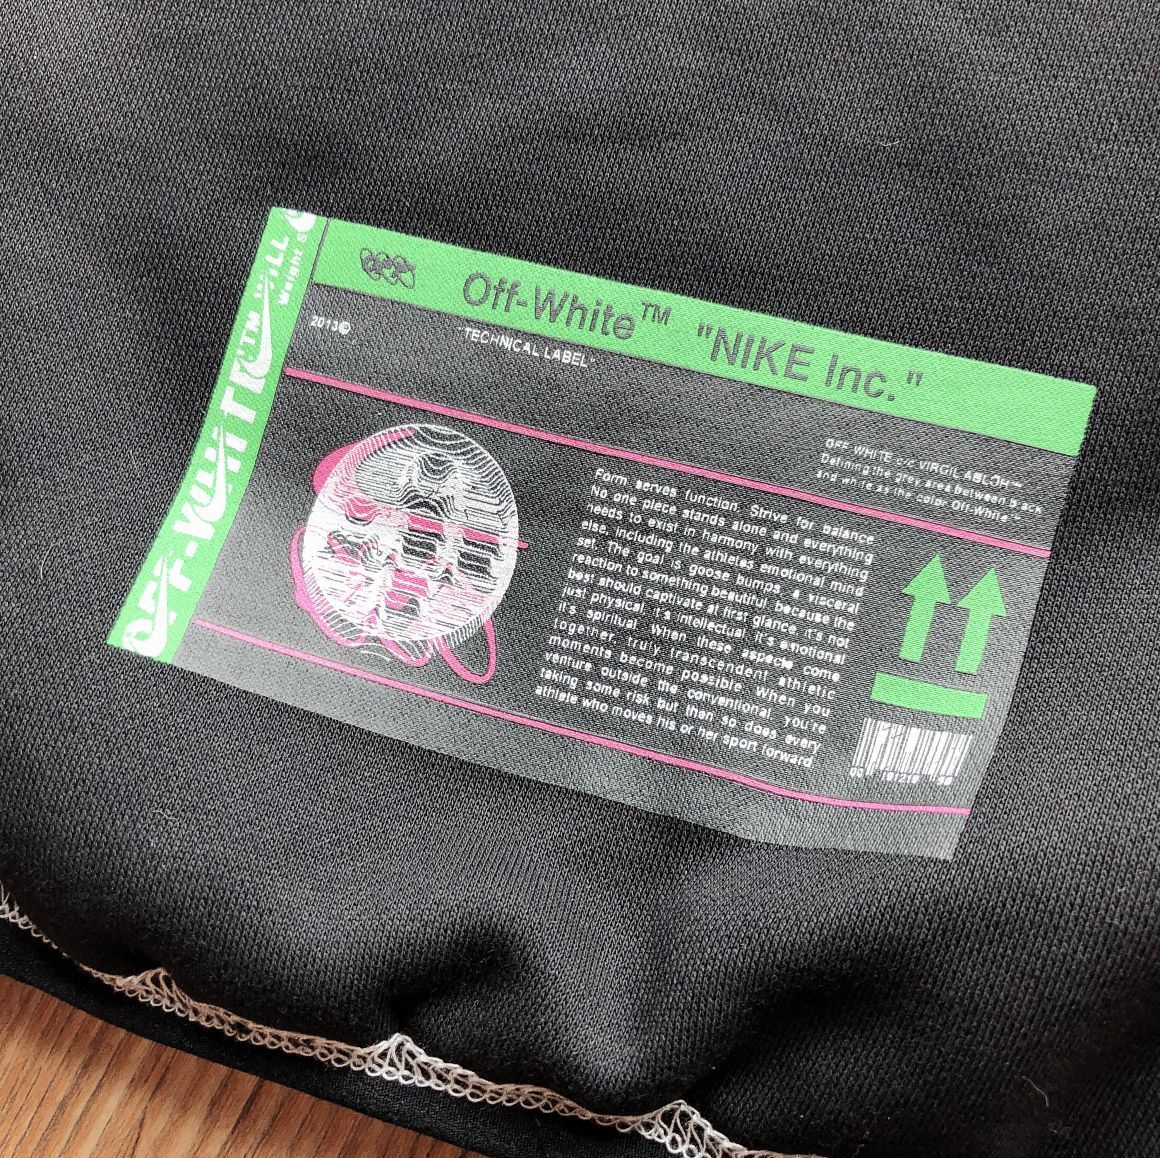 Off-White™ "NIKE Inc."
2013©
"TECHNICAL LABEL"
OFF-WHITE c/o VIRGIL ABLOH™
Defining the grey area between black
and white as the color Off-White™
Form serves function. Strive for balance
No one piece stands alone and everything
needs to exist in harmony with everything
else, including the athletes emotional mind
set. The goal is goose bumps, a visceral
reaction to something beautiful, because the
best should captivate at first glance. it's not
just physical, it's intellectual, it's emotional
it's spiritual. When these aspects come
together, truly transcendent athletic
moments become possible. When you
venture outside the conventional, you're
taking some risk but then so does every
athlete who moves his or her sport forward
OFF-WHITE™
Weight